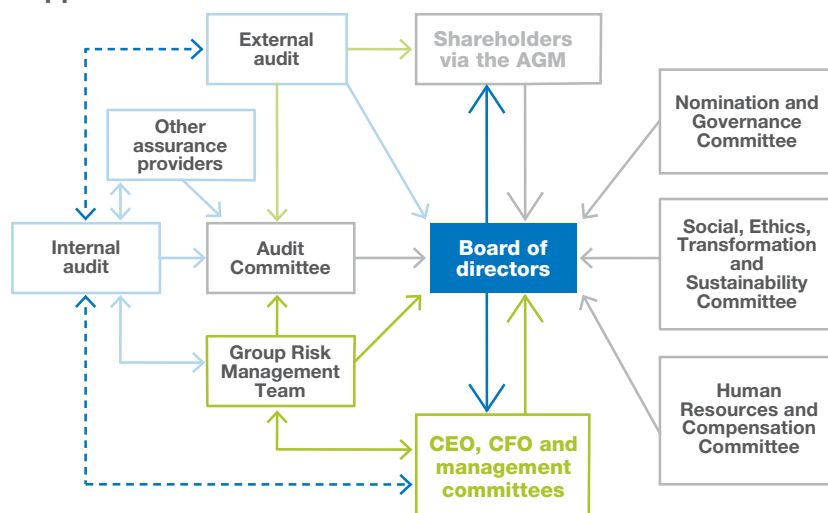 External
audit
Shareholders
via the AGM
Nomination and
Governance
Committee
Other
assurance
providers
Internal
audit
Audit
Committee
Board of
directors
Social, Ethics,
Transformation
and
Sustainability
Committee
Group Risk
Management
Team
Human
Resources and
Compensation
Committee
CEO, CFO and
management
committees